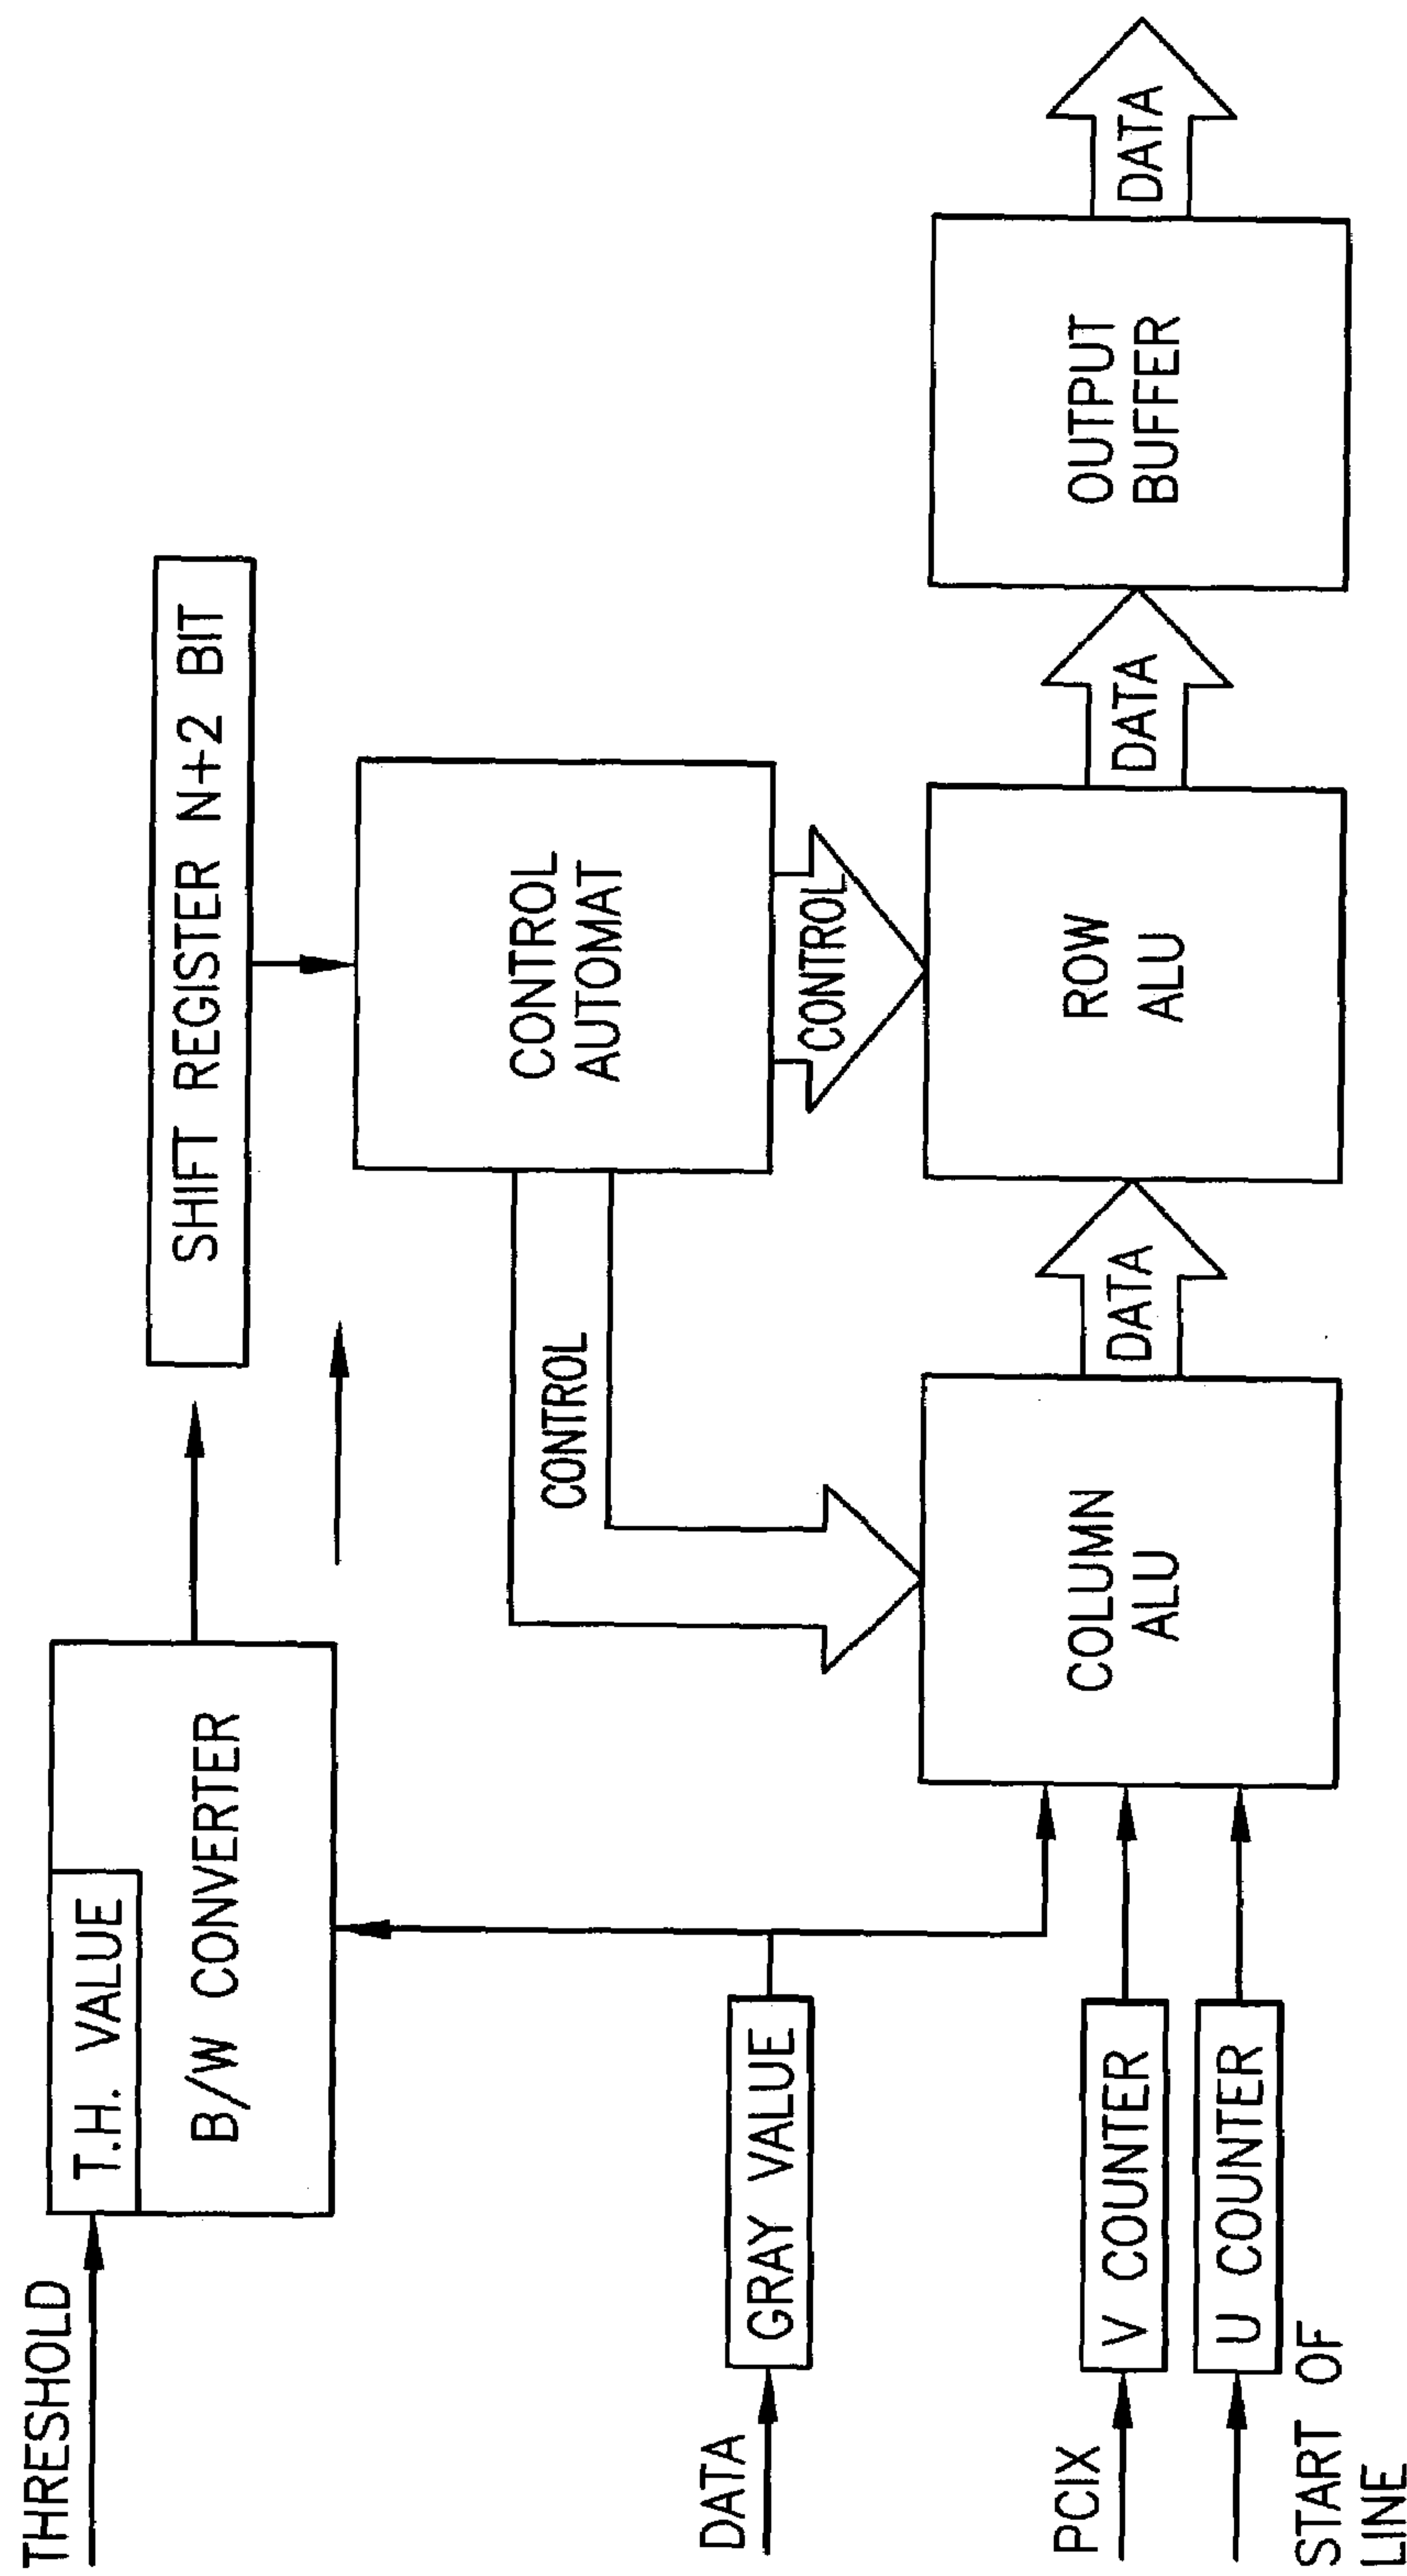 THRESHOLD
T.H. VALUE
B/W CONVERTER
SHIFT REGISTER N+2 BIT
CONTROL
AUTOMAT
CONTROL
CONTROL
DATA
GRAY VALUE
PCIX
V COUNTER
U COUNTER
START OF
LINE
COLUMN
ALU
DATA
ROW
ALU
DATA
OUTPUT
BUFFER
DATA